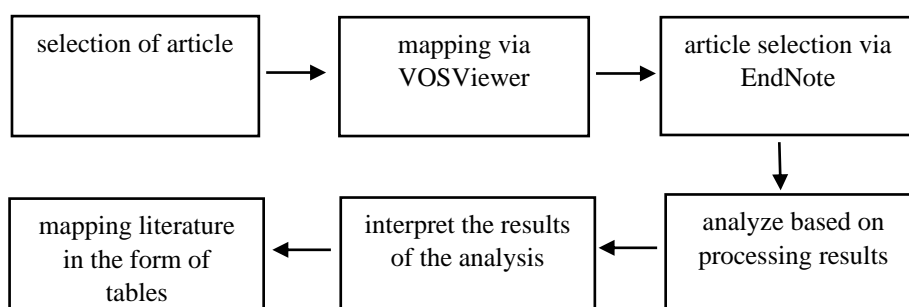 selection of article
mapping via
VOSViewer
article selection via
EndNote
analyze based on
processing results
interpret the results
of the analysis
mapping literature
in the form of
tables